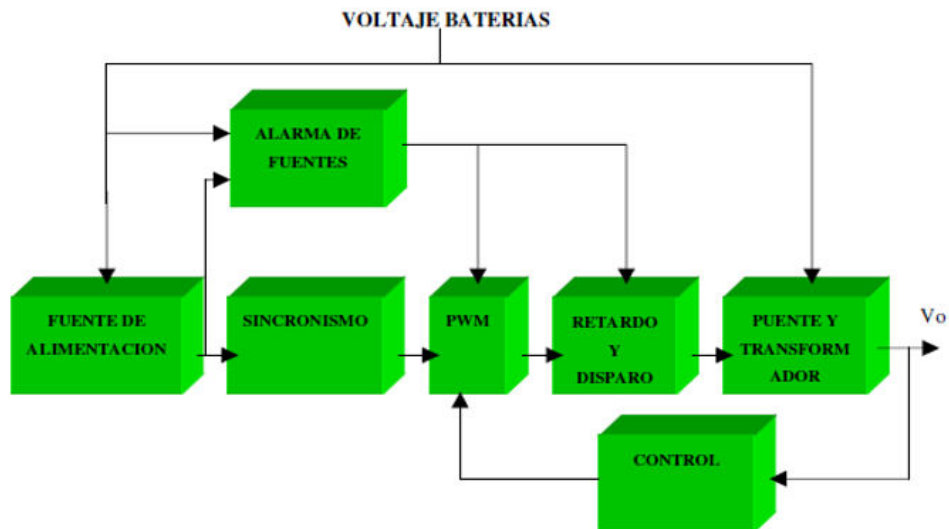 VOLTAJE BATERIAS
ALARMA DE
FUENTES
FUENTE DE
ALIMENTACION
SINCRONISMO
PWM
RETARDO
Y
DISPARO
PUENTE Y
TRANSFORM
ADOR
Vo
CONTROL